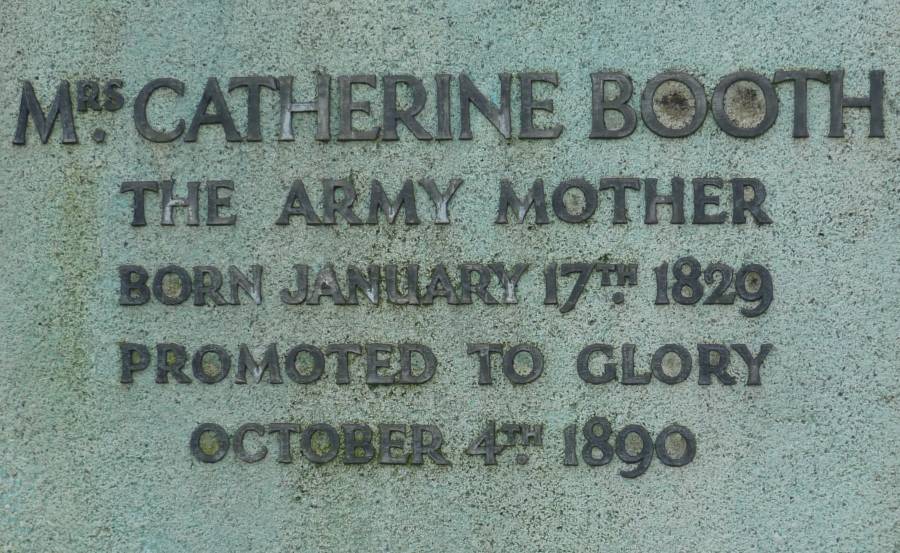 Mrs. CATHERINE BOOTH
THE ARMY MOTHER
BORN JANUARY 17TH. 1829
PROMOTED TO GLORY
OCTOBER 4TH. 1890